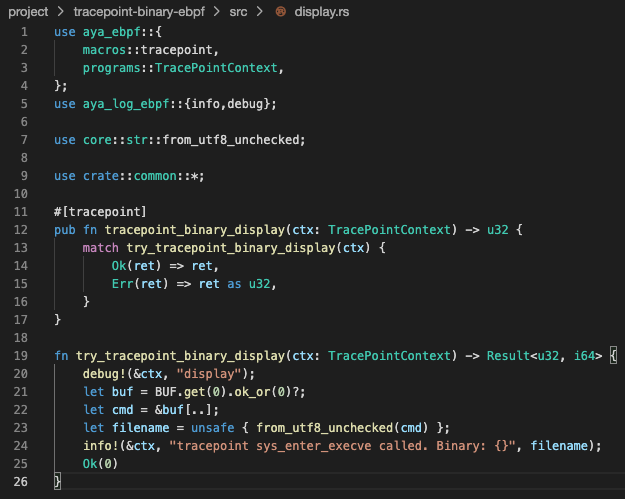 project > tracepoint-binary-ebpf > src > display.rs
1 use aya_ebpf::{
2     macros::tracepoint,
3     programs::TracePointContext,
4 };
5 use aya_log_ebpf::{info,debug};
6
7 use core::str::from_utf8_unchecked;
8
9 use crate::common::*;
10
11 #[tracepoint]
12 pub fn tracepoint_binary_display(ctx: TracePointContext) -> u32 {
13     match try_tracepoint_binary_display(ctx) {
14         Ok(ret) => ret,
15         Err(ret) => ret as u32,
16     }
17 }
18
19 fn try_tracepoint_binary_display(ctx: TracePointContext) -> Result<u32, i64> {
20     debug!(&ctx, "display");
21     let buf = BUF.get(0).ok_or(0)?;
22     let cmd = &buf[..];
23     let filename = unsafe { from_utf8_unchecked(cmd) };
24     info!(&ctx, "tracepoint sys_enter_execve called. Binary: {}", filename);
25     Ok(0)
26 }